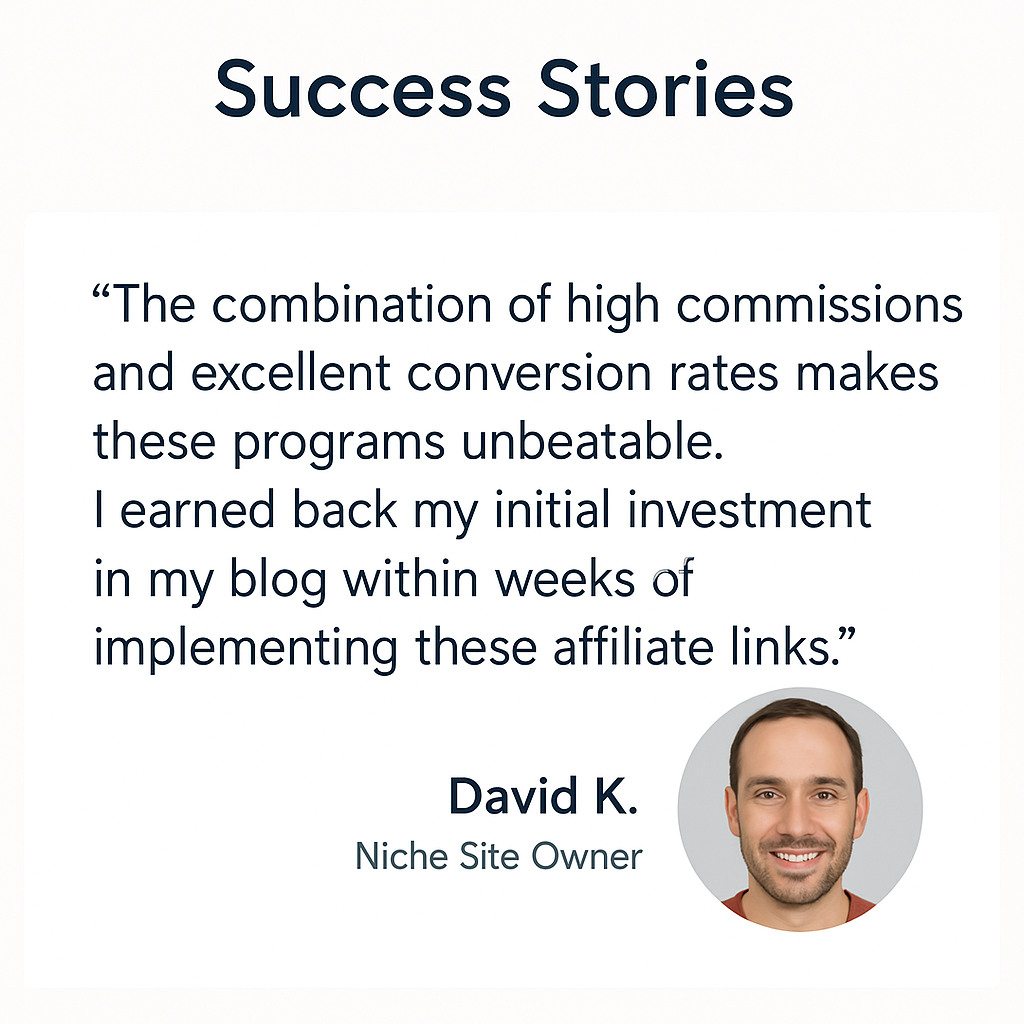 Success Stories
“The combination of high commissions
and excellent conversion rates makes
these programs unbeatable.
I earned back my initial investment
in my blog within weeks of
implementing these affiliate links.”
David K.
Niche Site Owner